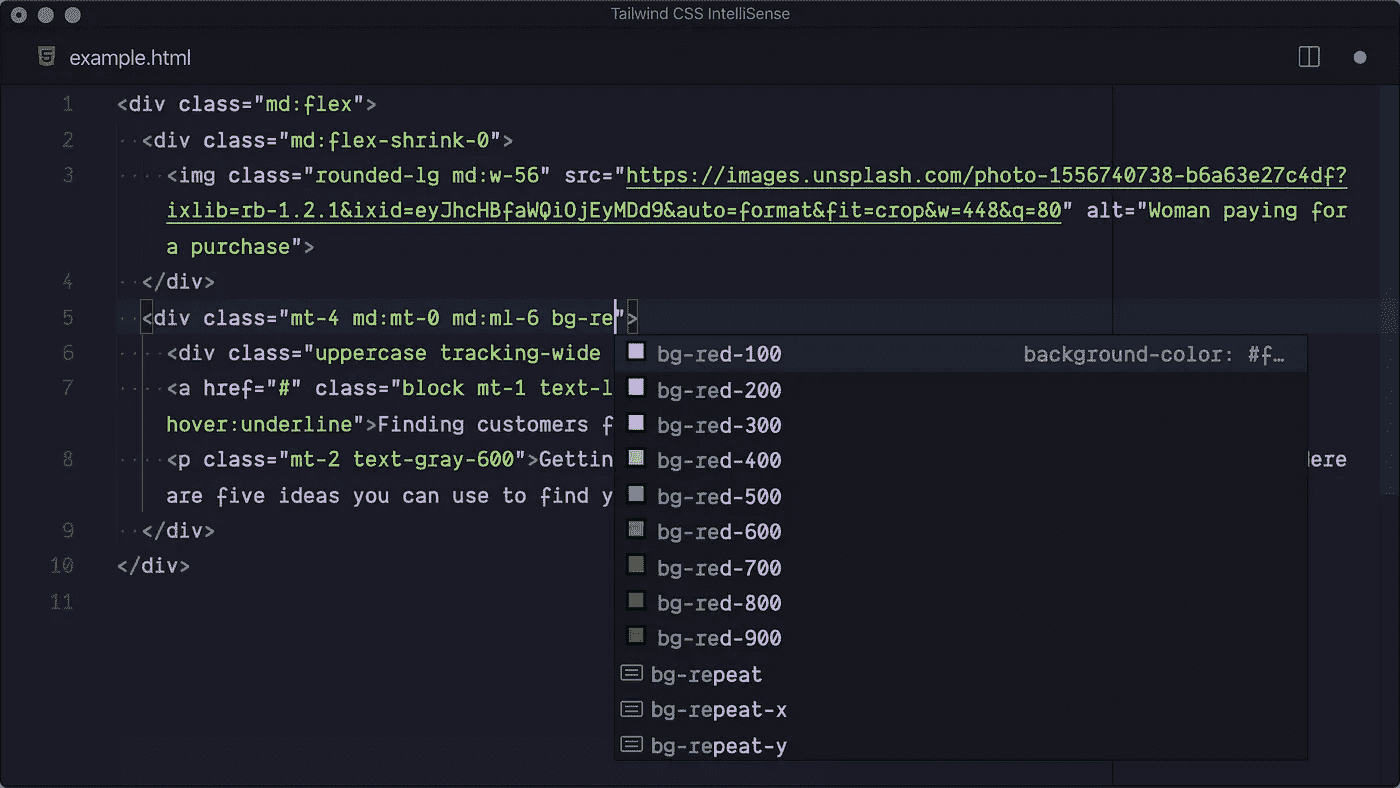 Tailwind CSS IntelliSense
example.html
1 <div class="md:flex">
2 <div class="md:flex-shrink-0">
3 <img class="rounded-lg md:w-56" src="https://images.unsplash.com/photo-1556740738-b6a63e27c4df?
ixlib=rb-1.2.1&ixid=eyJhcHBfaWQiOjEyMDd9&auto=format&fit=crop&w=448&q=80" alt="Woman paying for
a purchase">
4 </div>
5 <div class="mt-4 md:mt-0 md:ml-6 bg-re">
6 <div class="uppercase tracking-wide
bg-red-100 background-color: #f…
bg-red-200
7 <a href="#" class="block mt-1 text-l
hover:underline">Finding customers f
bg-red-300
bg-red-400
8 <p class="mt-2 text-gray-600">Gettin
are five ideas you can use to find y
bg-red-500
bg-red-600
9 </div>
10 </div>
bg-red-700
bg-red-800
11
bg-red-900
bg-repeat
bg-repeat-x
bg-repeat-y